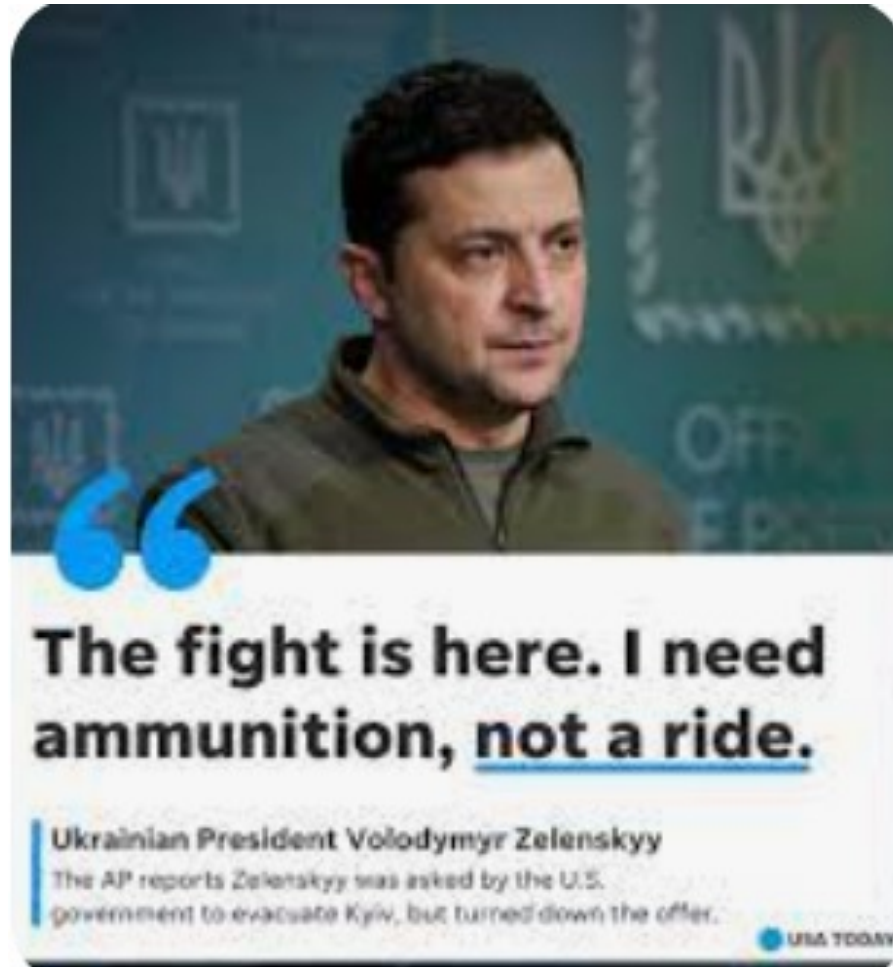 OFF
“
The fight is here. I need
ammunition, not a ride.
Ukrainian President Volodymyr Zelenskyy
The AP reports Zelenskyy was asked by the U.S.
government to evacuate Kyiv, but turned down the offer.
USA TODAY